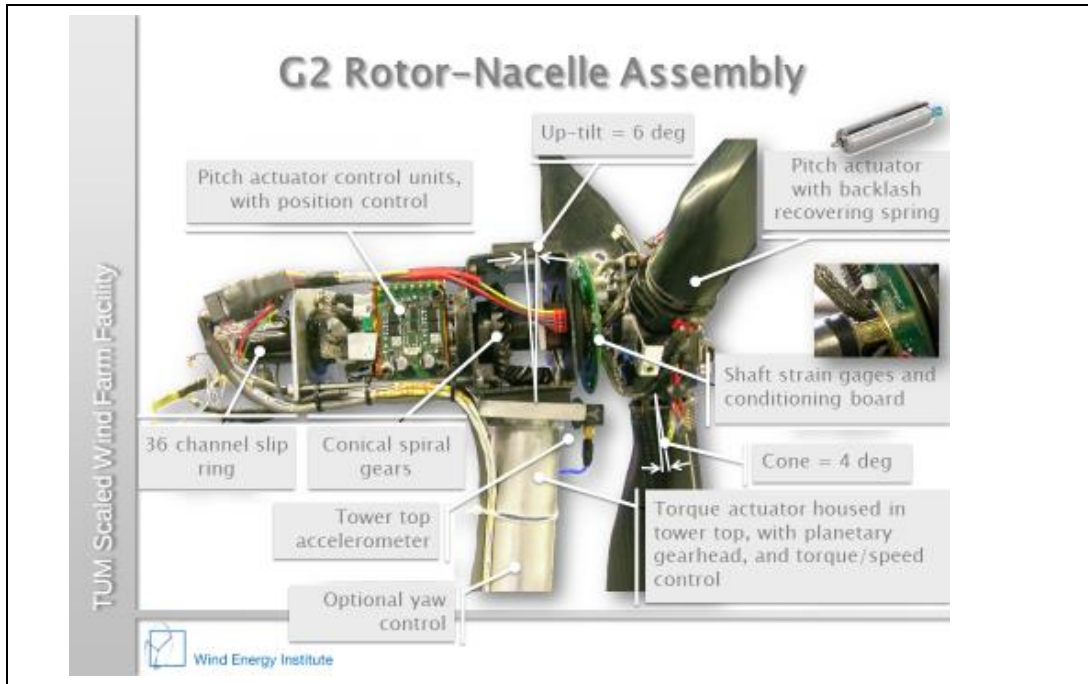 G2 Rotor-Nacelle Assembly
Up-tilt = 6 deg
Pitch actuator control units,
with position control
Pitch actuator
with backlash
recovering spring
Shaft strain gages and
conditioning board
36 channel slip
ring
Conical spiral
gears
Cone = 4 deg
Tower top
accelerometer
Torque actuator housed in
tower top, with planetary
gearhead, and torque/speed
control
Optional yaw
control
TUM Scaled Wind Farm Facility
Wind Energy Institute